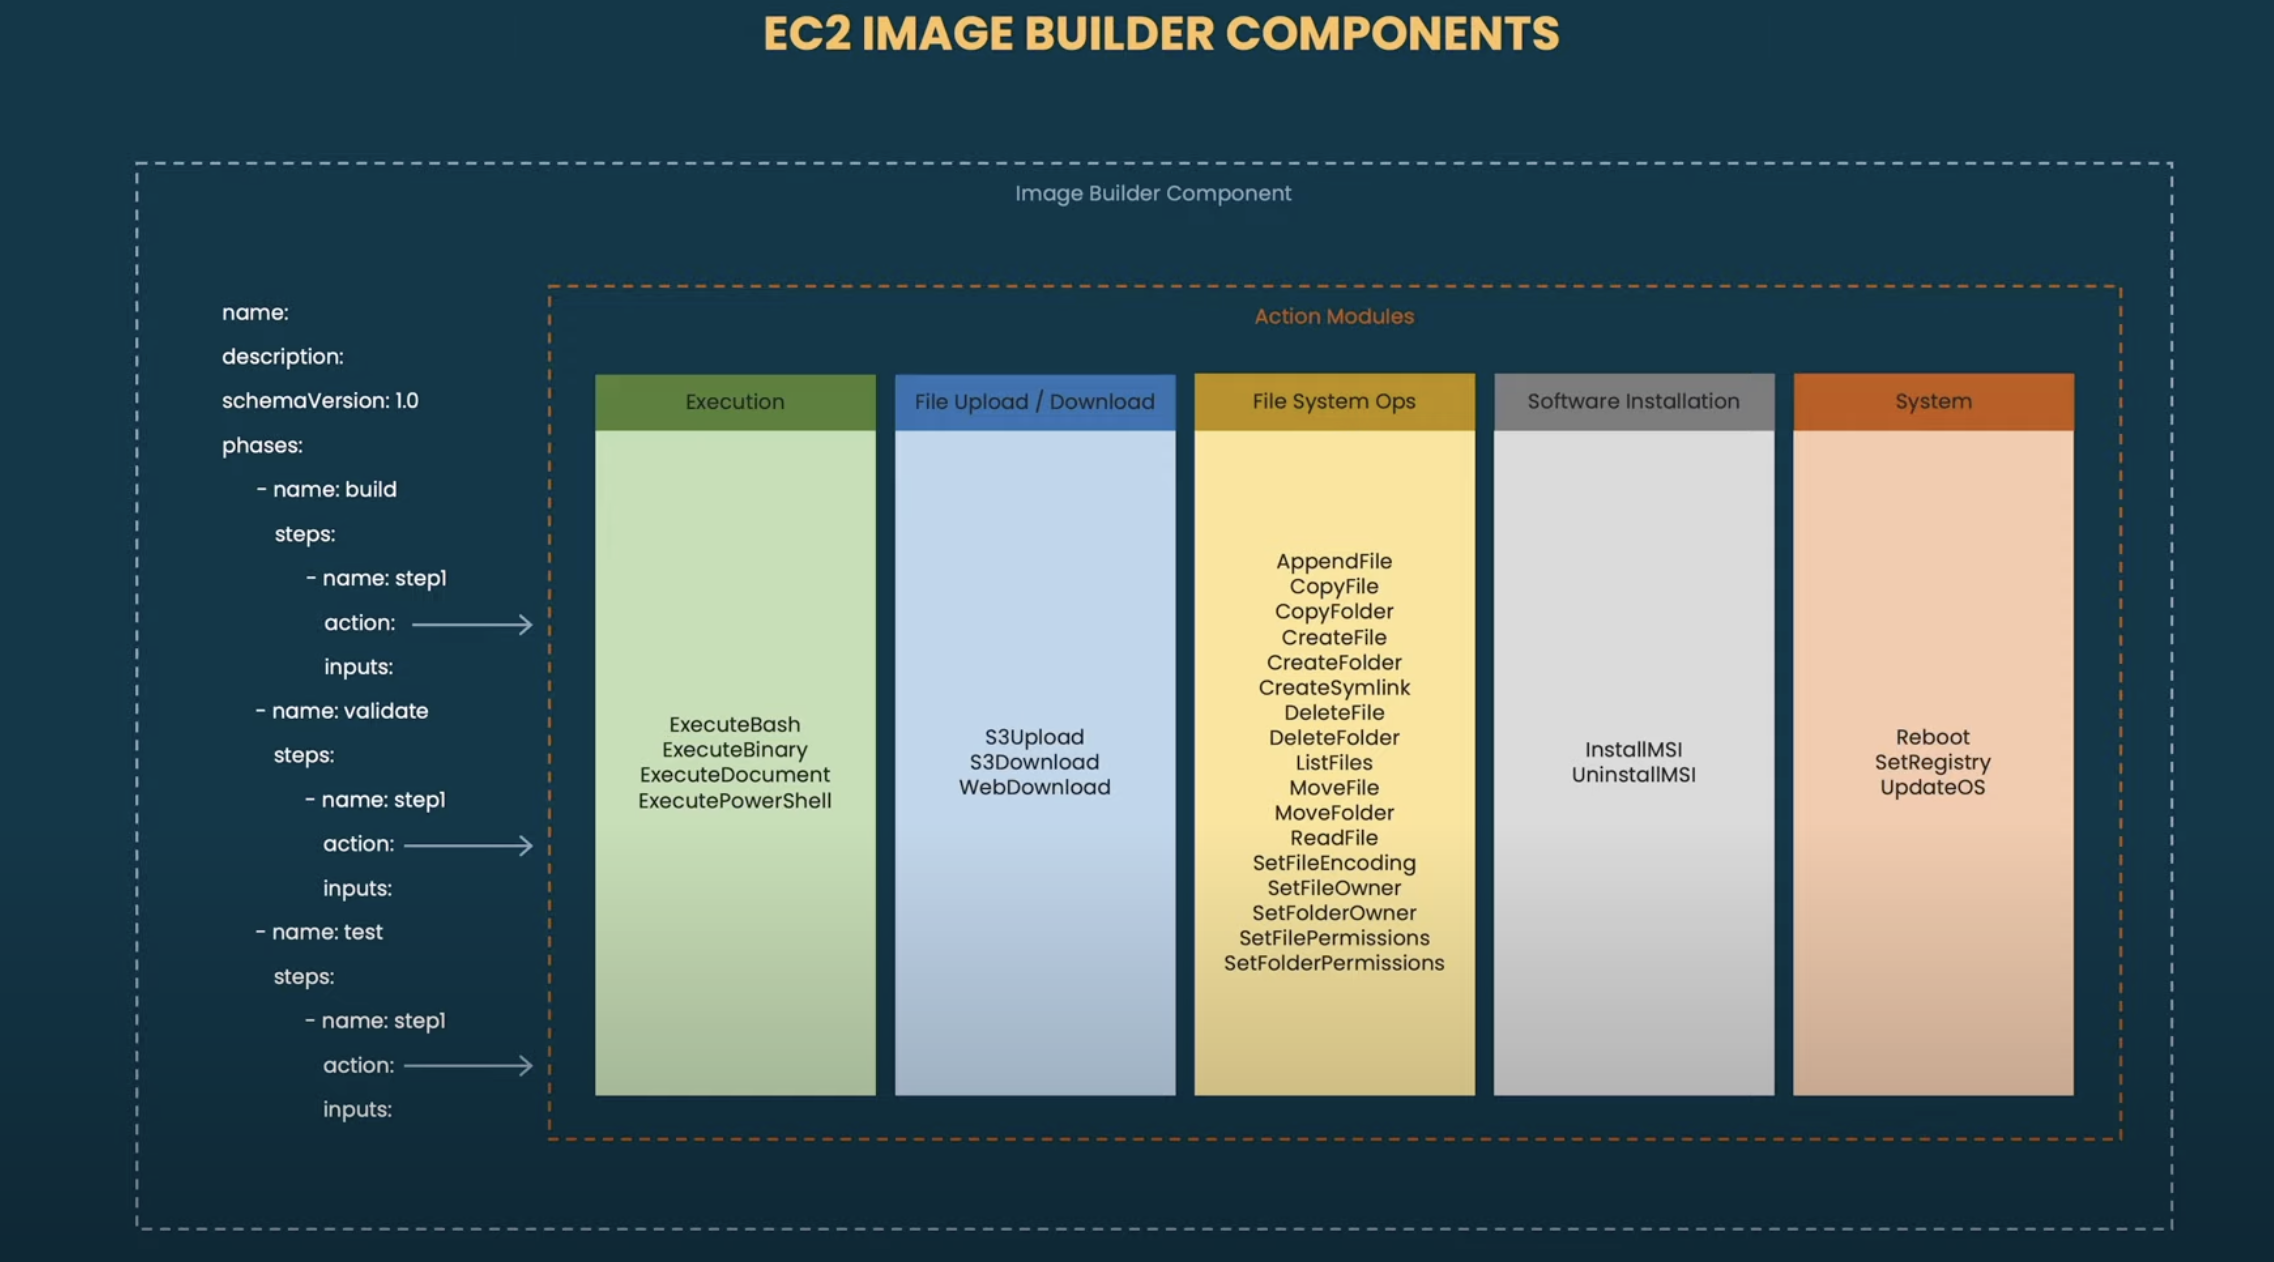 EC2 IMAGE BUILDER COMPONENTS
Image Builder Component
name:
description:
schemaVersion: 1.0
phases:
- name: build
steps:
- name: step1
action:
inputs:
- name: validate
steps:
- name: step1
action:
inputs:
- name: test
steps:
- name: step1
action:
inputs:
Action Modules
Execution
ExecuteBash
ExecuteBinary
ExecuteDocument
ExecutePowerShell
File Upload / Download
S3Upload
S3Download
WebDownload
File System Ops
AppendFile
CopyFile
CopyFolder
CreateFile
CreateFolder
CreateSymlink
DeleteFile
DeleteFolder
ListFiles
MoveFile
MoveFolder
ReadFile
SetFileEncoding
SetFileOwner
SetFolderOwner
SetFilePermissions
SetFolderPermissions
Software Installation
InstallMSI
UninstallMSI
System
Reboot
SetRegistry
UpdateOS